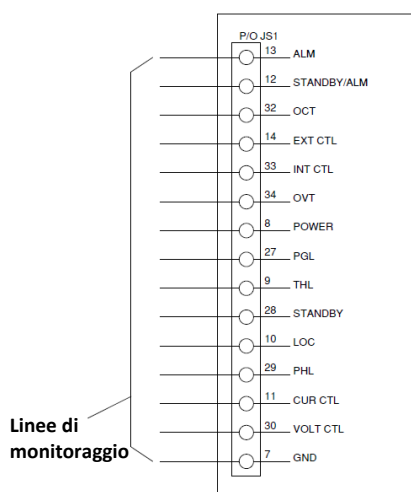 P/O JS1
13 ALM
12 STANDBY/ALM
32 OCT
14 EXT CTL
33 INT CTL
34 OVT
8 POWER
27 PGL
9 THL
28 STANDBY
10 LOC
29 PHL
11 CUR CTL
30 VOLT CTL
7 GND
Linee di
monitoraggio